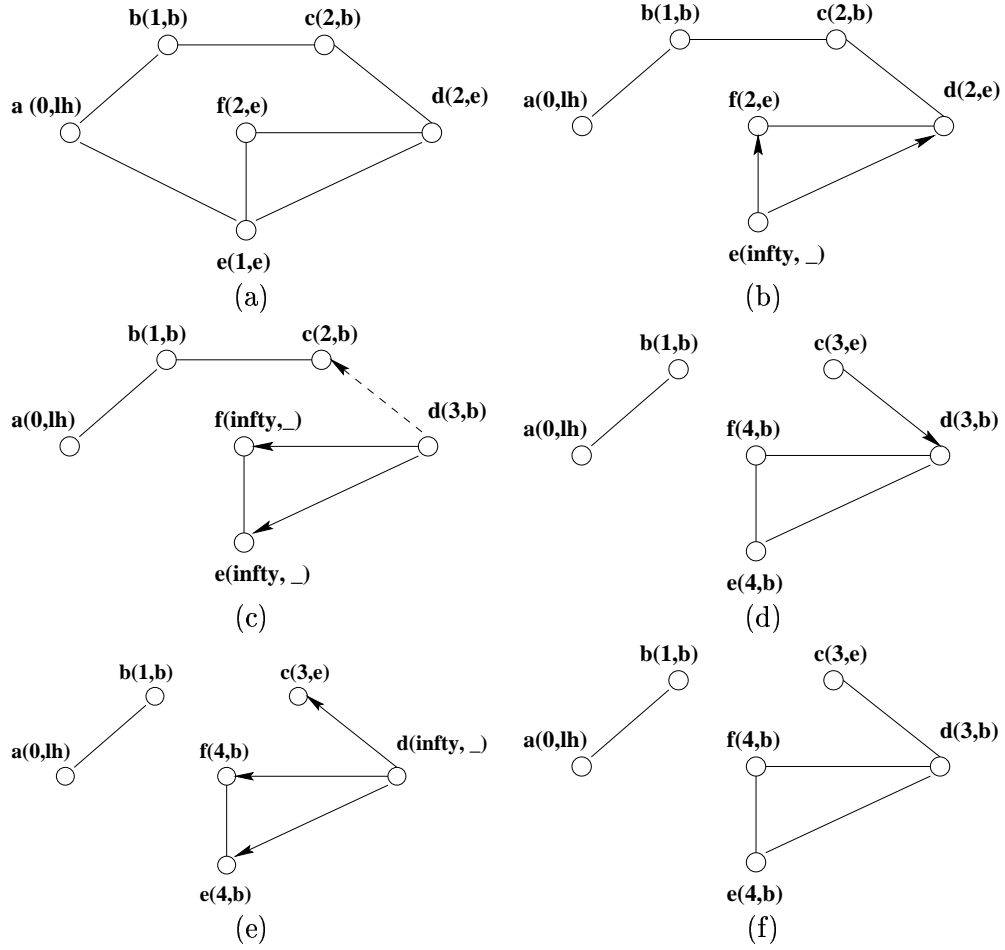 b(1,b) c(2,b)
a (0,lh) f(2,e) d(2,e)
e(1,e)
(a)
b(1,b) c(2,b)
a(0,lh) f(2,e) d(2,e)
e(infty, _)
(b)
b(1,b) c(2,b)
a(0,lh) f(infty,_) d(3,b)
e(infty, _)
(c)
b(1,b) c(3,e)
a(0,lh) f(4,b) d(3,b)
e(4,b)
(d)
b(1,b) c(3,e)
a(0,lh) f(4,b) d(infty, _)
e(4,b)
(e)
b(1,b) c(3,e)
a(0,lh) f(4,b) d(3,b)
e(4,b)
(f)